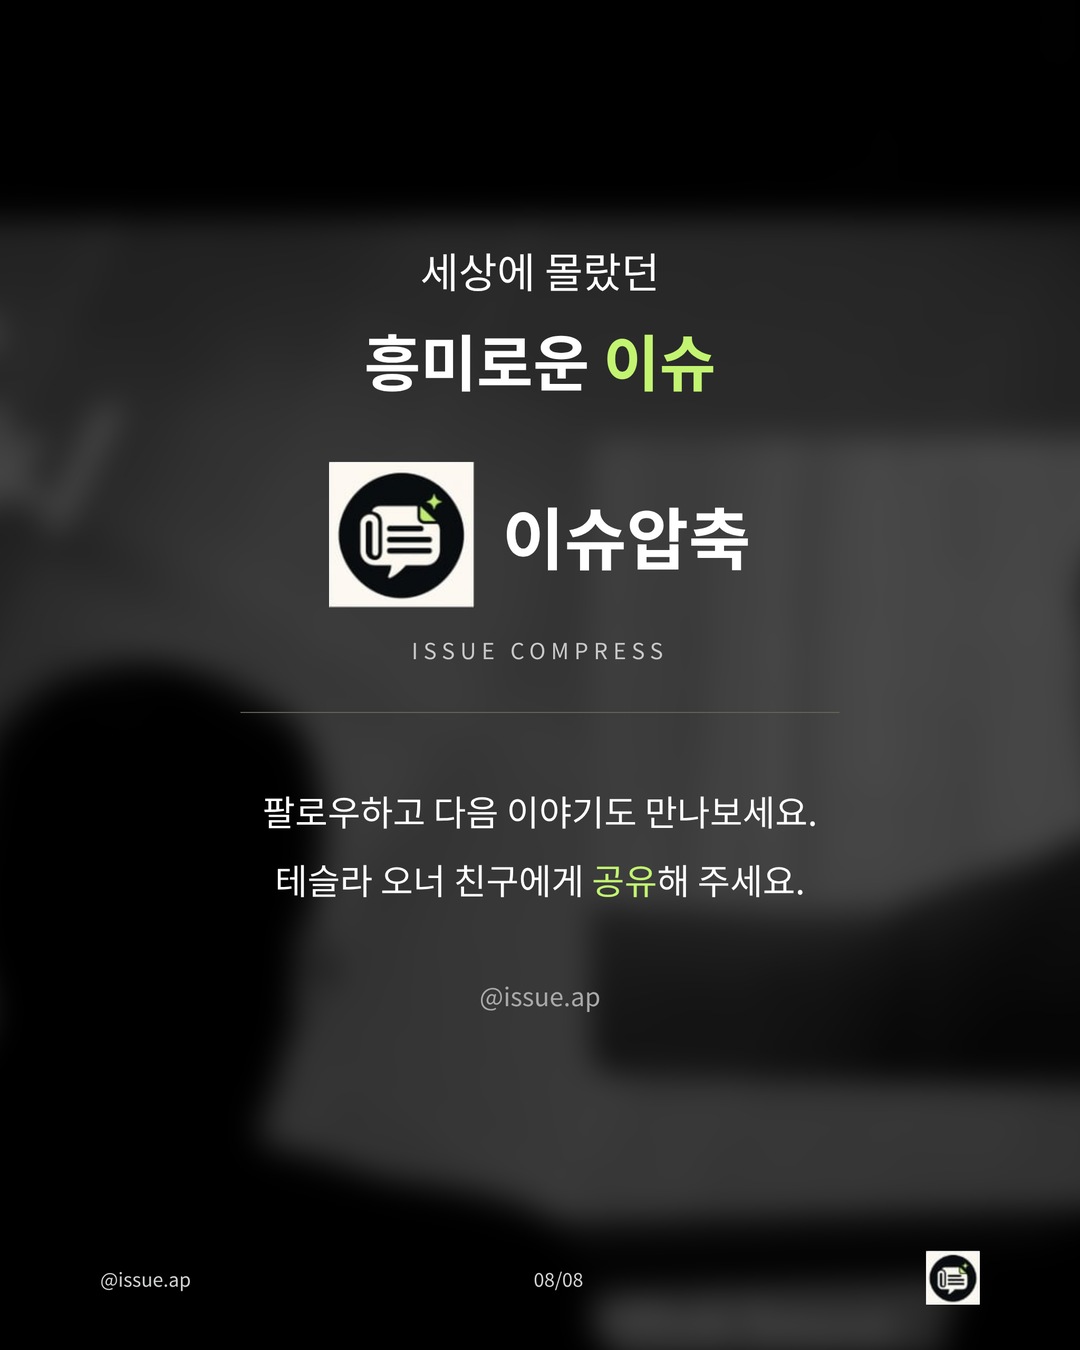 세상에 몰랐던
흥미로운 이슈
이슈압축
ISSUE COMPRESS
팔로우하고 다음 이야기도 만나보세요.
테슬라 오너 친구에게 공유해 주세요.
@issue.ap
@issue.ap
08/08